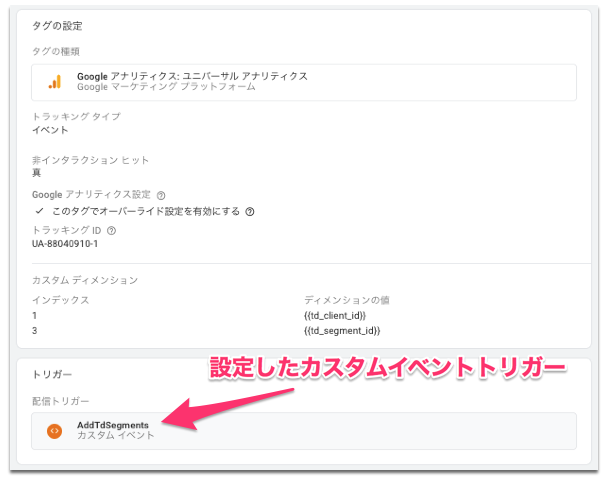 タグの設定
タグの種類
Google アナリティクス: ユニバーサル アナリティクス
Google マーケティング プラットフォーム
トラッキング タイプ
イベント
非インタラクション ヒット
真
Google アナリティクス設定
このタグでオーバーライド設定を有効にする
トラッキング ID
UA-88040910-1
カスタム ディメンション
インデックス ディメンションの値
1 {{td_client_id}}
3 {{td_segment_id}}
設定したカスタムイベントトリガー
トリガー
配信トリガー
AddTdSegments
カスタム イベント